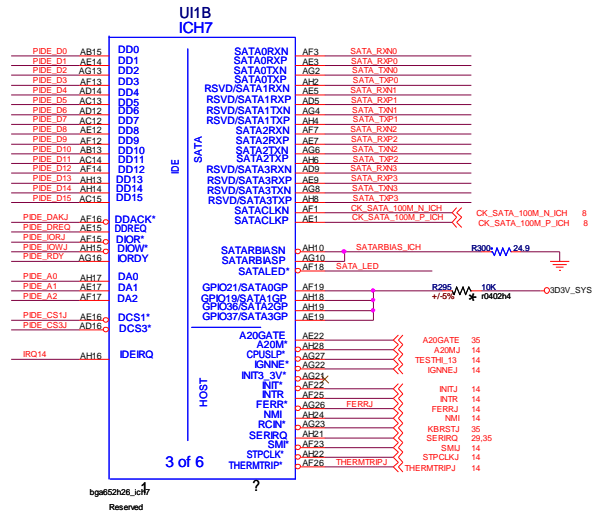 UI1B
ICH7
PIDE_D0 AB15 DD0 SATA0RXN AF3 SATA_RXN0
PIDE_D1 AE14 DD1 SATA0RXP AE3 SATA_RXP0
PIDE_D2 AG13 DD2 SATA0TXN AG2 SATA_TXN0
PIDE_D3 AF13 DD3 SATA0TXP AH2 SATA_TXP0
PIDE_D4 AD14 DD4 RSVD/SATA1RXN AE5 SATA_RXN1
PIDE_D5 AC13 DD5 RSVD/SATA1RXP AD5 SATA_RXP1
PIDE_D6 AD12 DD6 RSVD/SATA1TXN AG4 SATA_TXN1
PIDE_D7 AC12 DD7 RSVD/SATA1TXP AH4 SATA_TXP1
PIDE_D8 AE12 DD8 SATA2RXN AF7 SATA_RXN2
PIDE_D9 AF12 DD9 SATA2RXP AE7 SATA_RXP2
PIDE_D10 AB13 DD10 SATA2TXN AG6 SATA_TXN2
PIDE_D11 AC14 DD11 SATA2TXP AH6 SATA_TXP2
PIDE_D12 AF14 DD12 RSVD/SATA3RXN AD9 SATA_RXN3
PIDE_D13 AH13 DD13 RSVD/SATA3RXP AE9 SATA_RXP3
PIDE_D14 AH14 DD14 RSVD/SATA3TXN AG8 SATA_TXN3
PIDE_D15 AC15 DD15 RSVD/SATA3TXP AH8 SATA_TXP3
IDE
SATA
SATACLKN AF1 CK_SATA_100M_N_ICH CK_SATA_100M_N_ICH 8
SATACLKP AE1 CK_SATA_100M_P_ICH CK_SATA_100M_P_ICH 8
PIDE_DAKJ AF16 DDACK*
PIDE_DREQ AE15 DDREQ
PIDE_IORJ AF15 DIOR*
PIDE_IOWJ AH15 DIOW* SATARBIASN AH10 SATARBIAS_ICH R300 24.9
PIDE_RDY AG16 IORDY SATARBIASP AG10
SATALED* AF18 SATA_LED
PIDE_A0 AH17 DA0
PIDE_A1 AE17 DA1 GPIO21/SATA0GP AF19 R295 10K 3D3V_SYS
PIDE_A2 AF17 DA2 GPIO19/SATA1GP AH18 +/-5% * r0402h4
GPIO36/SATA2GP AH19
PIDE_CS1J AE16 DCS1* GPIO37/SATA3GP AE19
PIDE_CS3J AD16 DCS3*
A20GATE AE22 A20GATE 35
A20M* AH28 A20MJ 14
IRQ14 AH16 IDEIRQ CPUSLP* AG27 TESTHI_13 14
IGNNE* AG22 IGNNEJ 14
INIT3_3V* AG21
INIT* AF22 INITJ 14
HOST
INTR AF25 INTR 14
FERR* AG26 FERRJ FERRJ 14
NMI AH24 NMI 14
RCIN* AG23 KBRSTJ 35
SERIRQ AH21 SERIRQ 29,35
SMI* AF23 SMIJ 14
STPCLK* AH22 STPCLKJ 14
THERMTRIP* AF26 THERMTRIPJ THERMTRIPJ 14
3 of 6
1 ?
bga652h26_ich7
Reserved